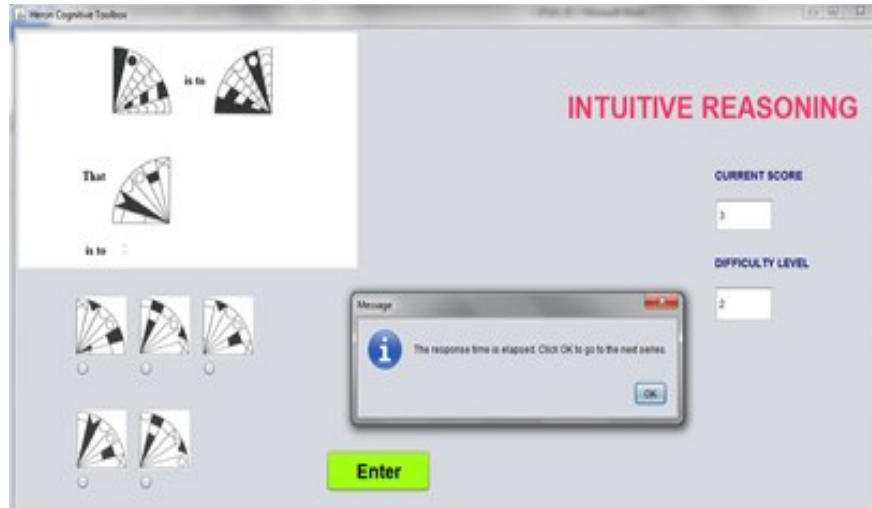 Heron Cognitive Toolbox
is to
INTUITIVE REASONING
That
CURRENT SCORE
3
is to :
DIFFICULTY LEVEL
2
Message
The response time is elapsed. Click OK to go to the next series.
OK
Enter